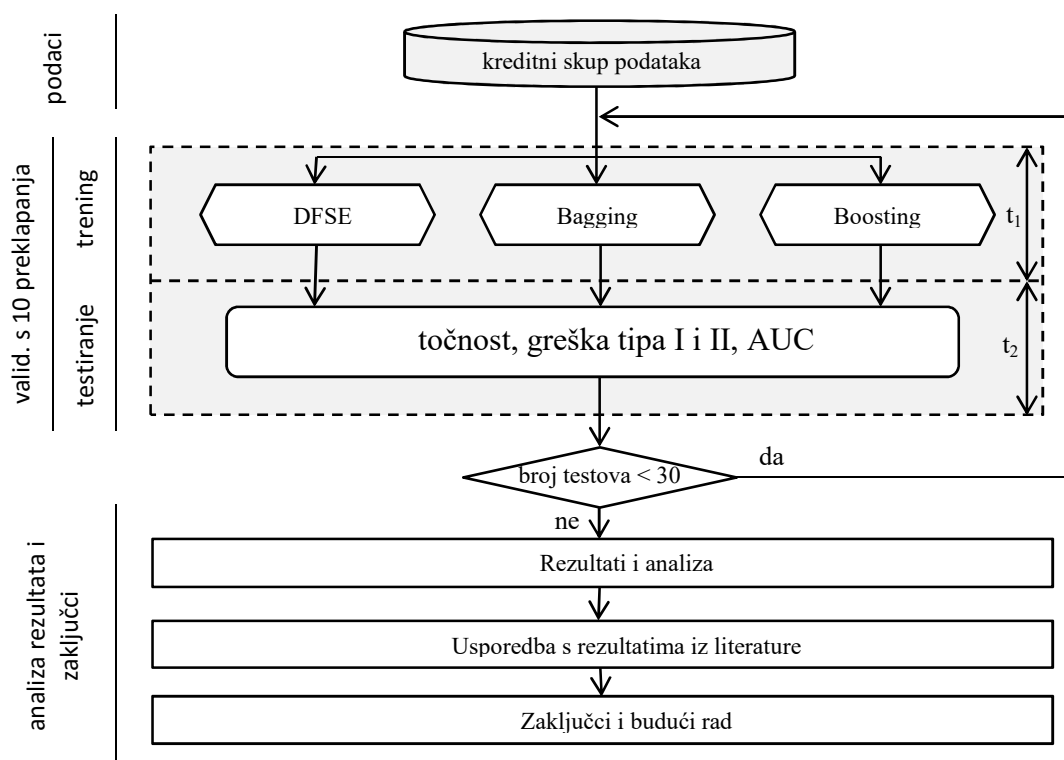 podaci
kreditni skup podataka
valid. s 10 preklapanja
trening
DFSE
Bagging
Boosting
t1
testiranje
točnost, greška tipa I i II, AUC
t2
broj testova < 30
da
ne
analiza rezultata i
zaključci
Rezultati i analiza
Usporedba s rezultatima iz literature
Zaključci i budući rad